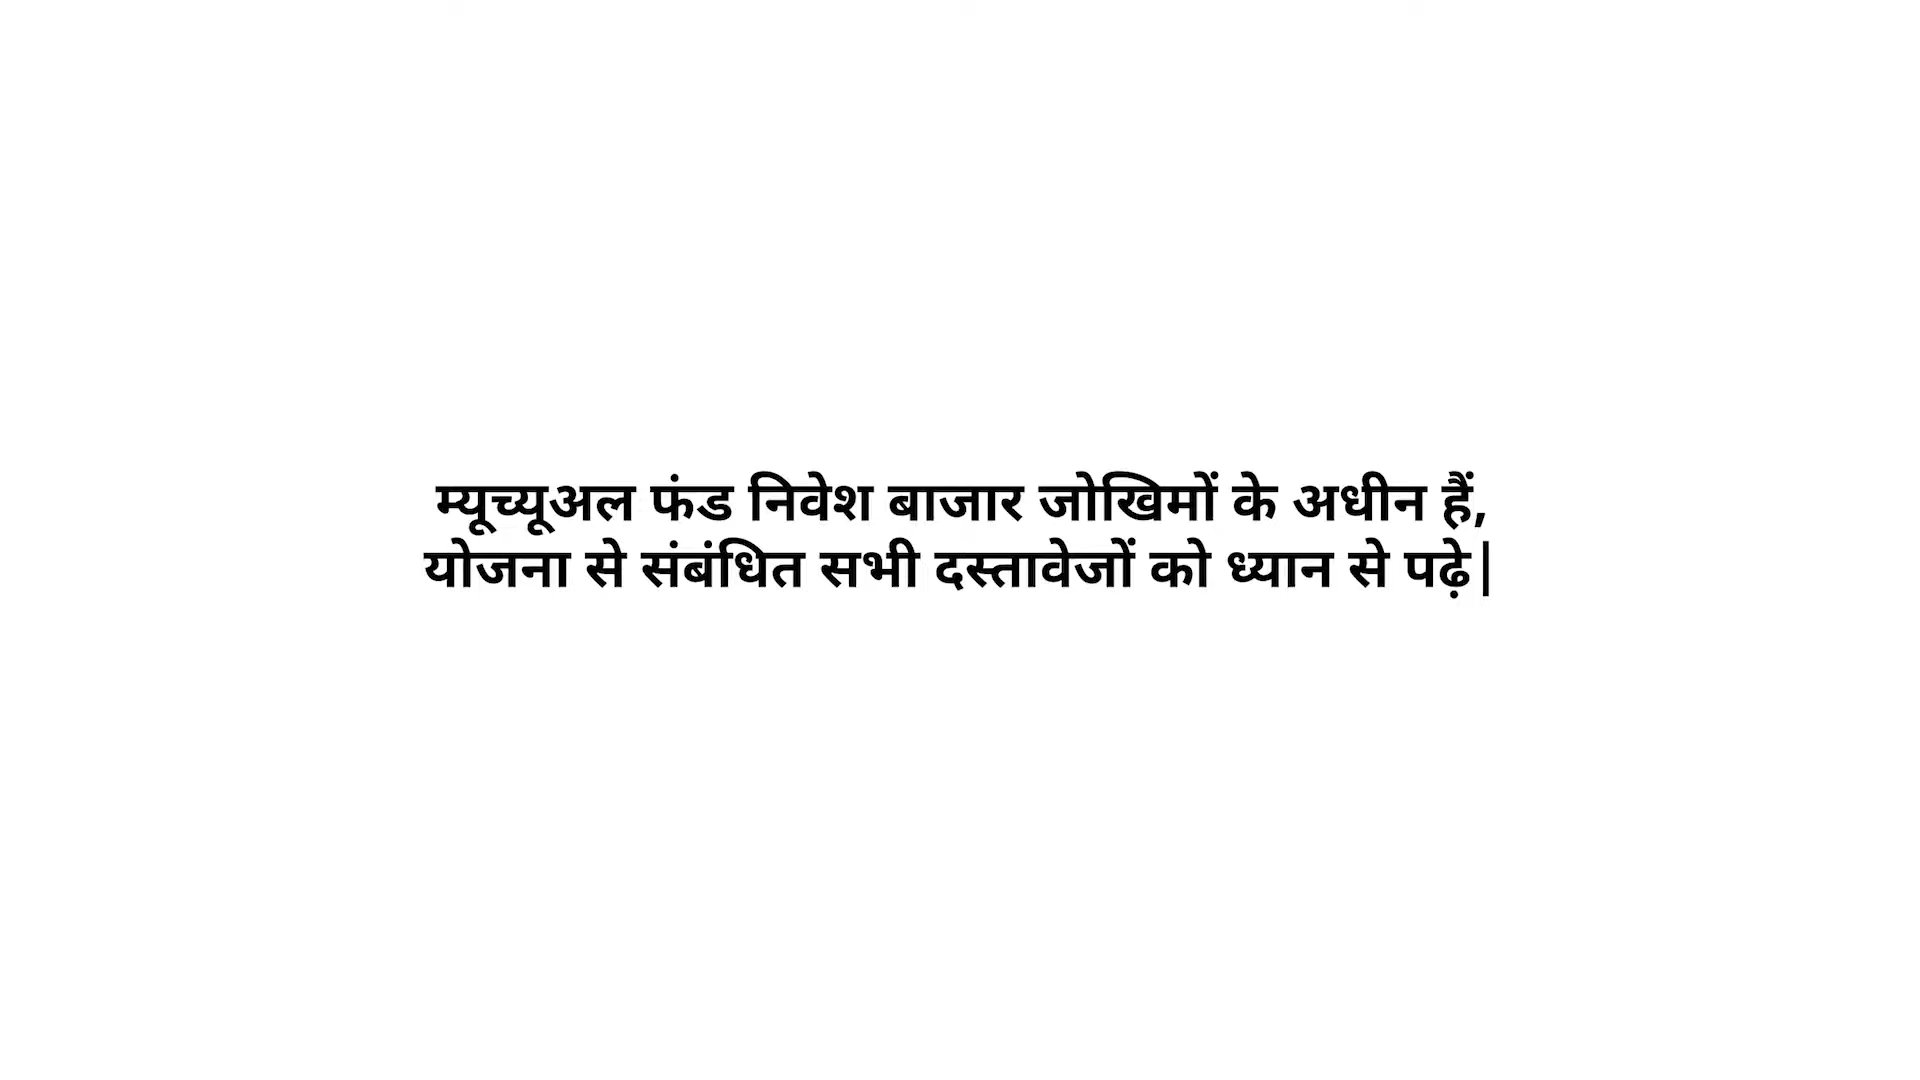 म्यूच्यूअल फंड निवेश बाजार जोखिमों के अधीन हैं,
योजना से संबंधित सभी दस्तावेजों को ध्यान से पढ़े|